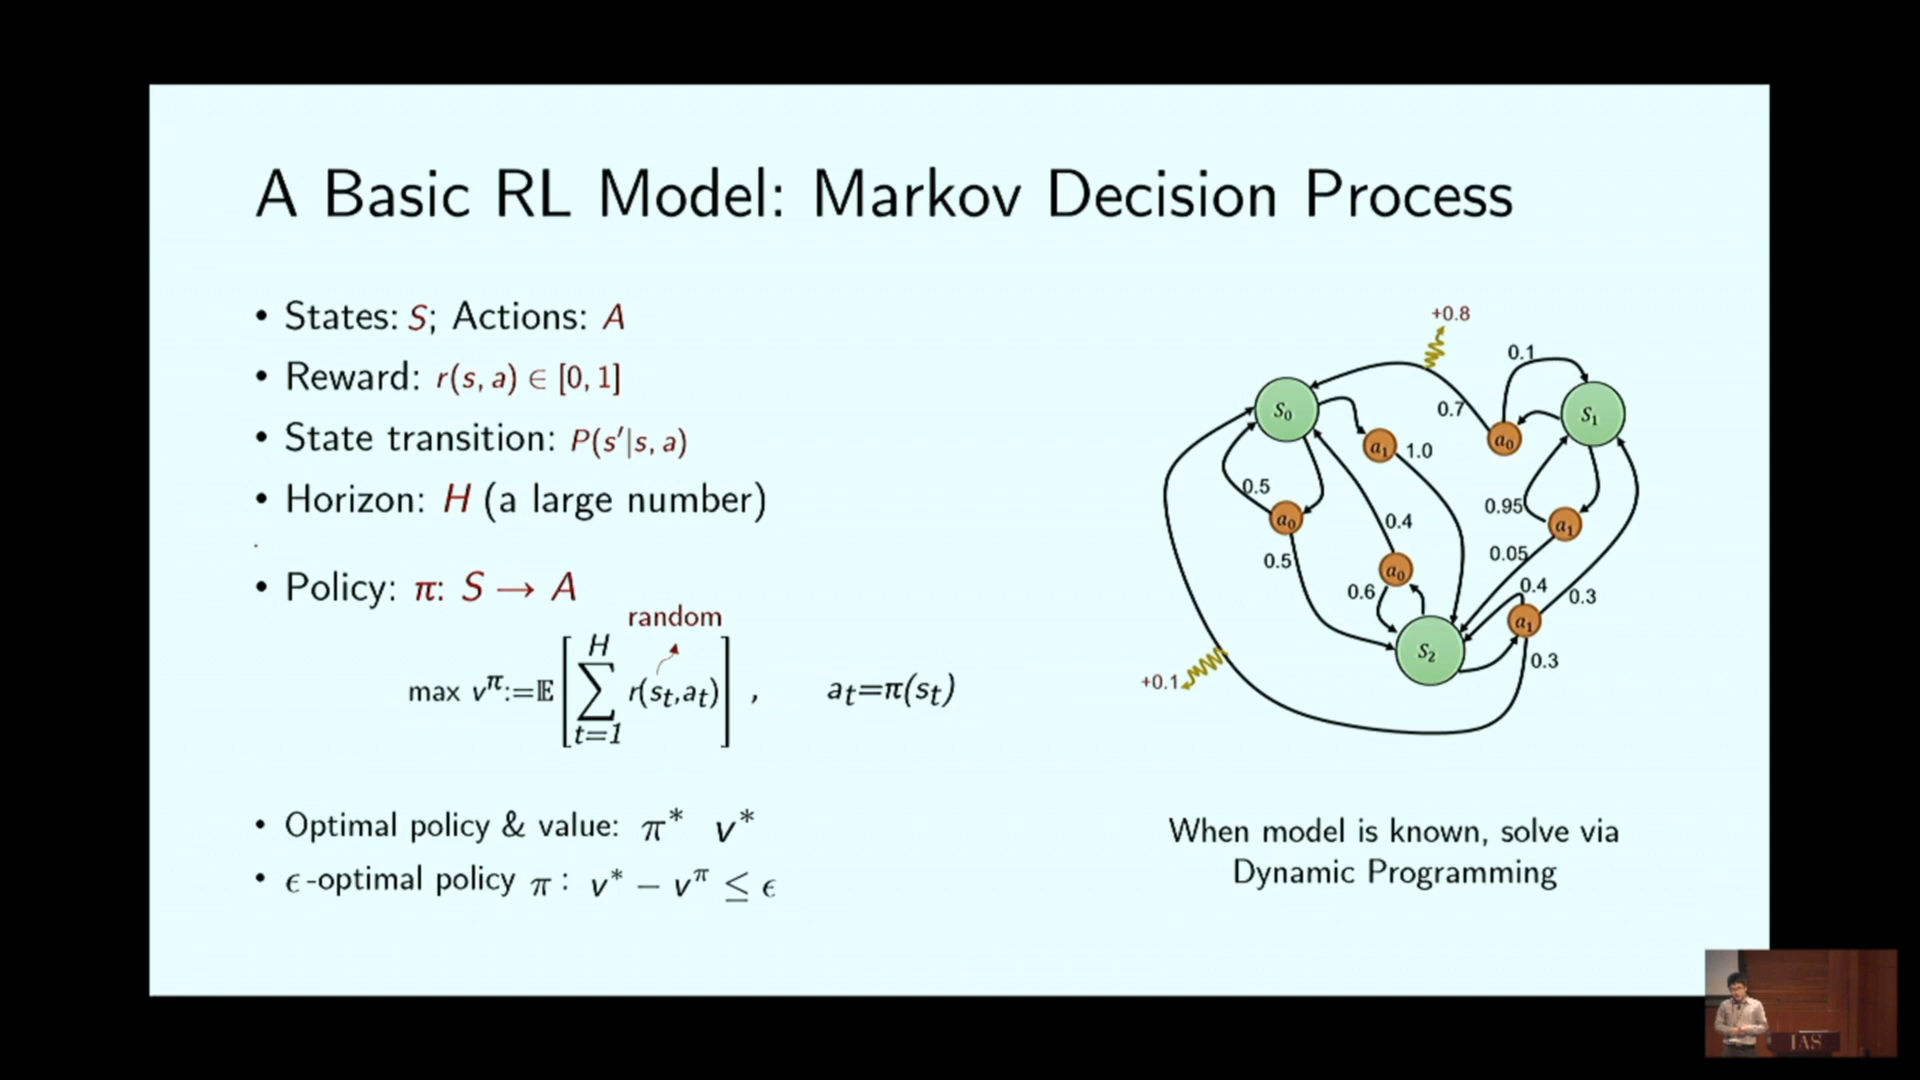 A Basic RL Model: Markov Decision Process
• States: S; Actions: A
• Reward: r(s, a) ∈ [0, 1]
• State transition: P(s′|s, a)
• Horizon: H (a large number)
• Policy: π: S → A
random
max v^π:=𝔼[∑_{t=1}^{H} r(s_t,a_t)] , a_t=π(s_t)
• Optimal policy & value: π* v*
• ϵ-optimal policy π : v* − v^π ≤ ϵ
+0.8
0.1
S₀
0.7
a₀
S₁
a₁
1.0
0.5
a₀
0.4
0.95
a₁
0.5
0.05
a₀
0.6
0.4
0.3
a₁
S₂
0.3
+0.1
When model is known, solve via
Dynamic Programming
IAS